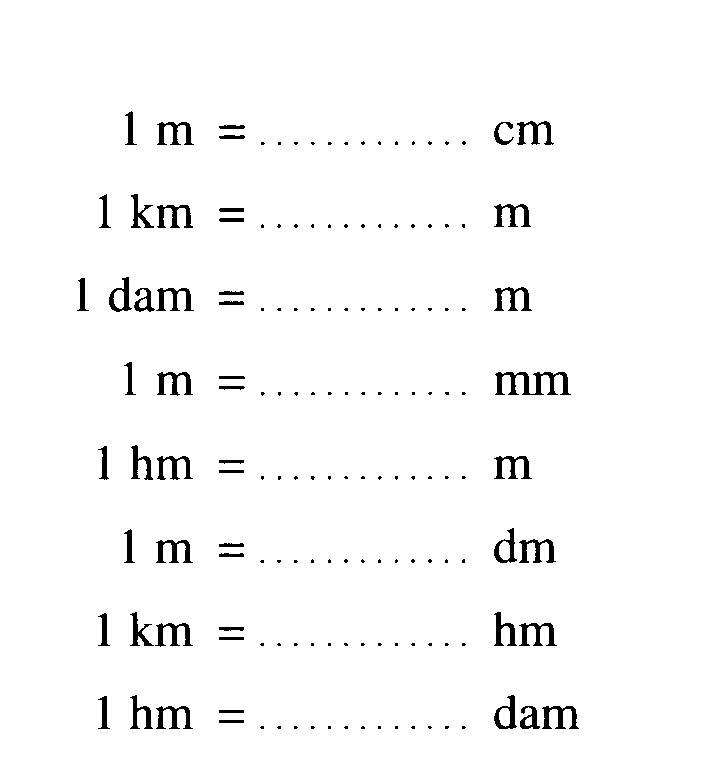 1 m = ............. cm
1 km = ............. m
1 dam = ............. m
1 m = ............. mm
1 hm = ............. m
1 m = ............. dm
1 km = ............. hm
1 hm = ............. dam